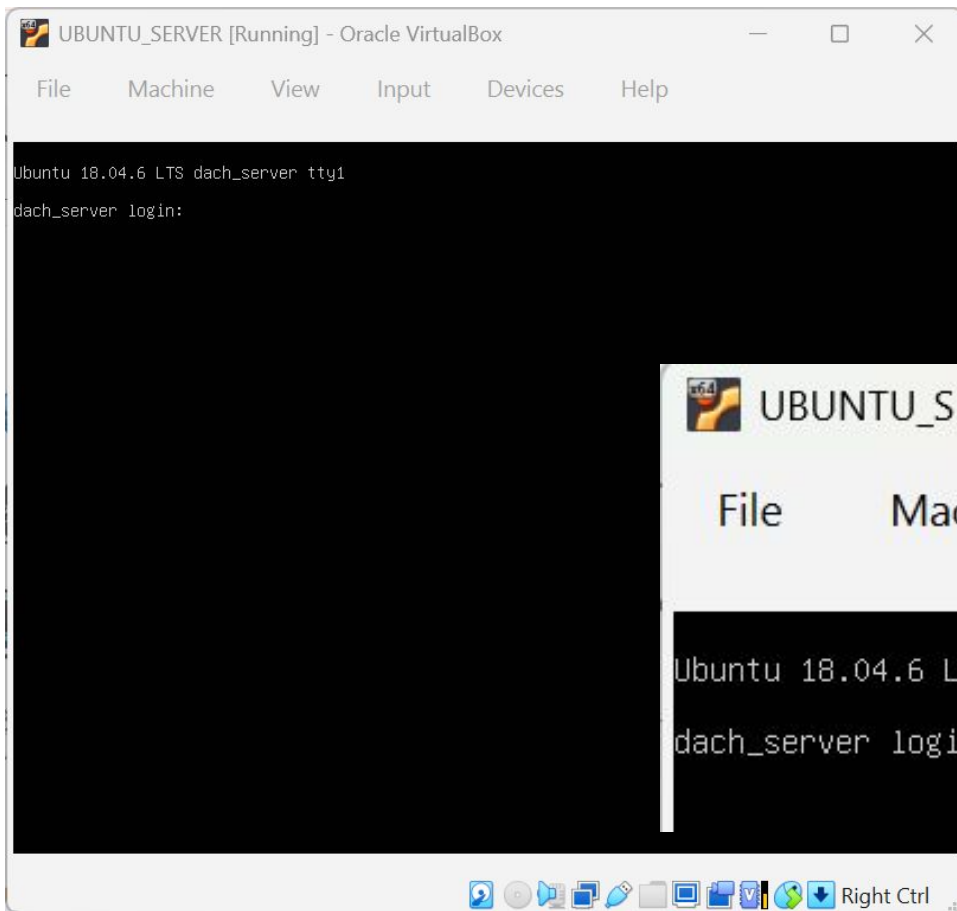 UBUNTU_SERVER [Running] - Oracle VirtualBox
File Machine View Input Devices Help
Ubuntu 18.04.6 LTS dach_server tty1
dach_server login:
x64
UBUNTU_S
File Mac
Ubuntu 18.04.6 L
dach_server logi
Right Ctrl